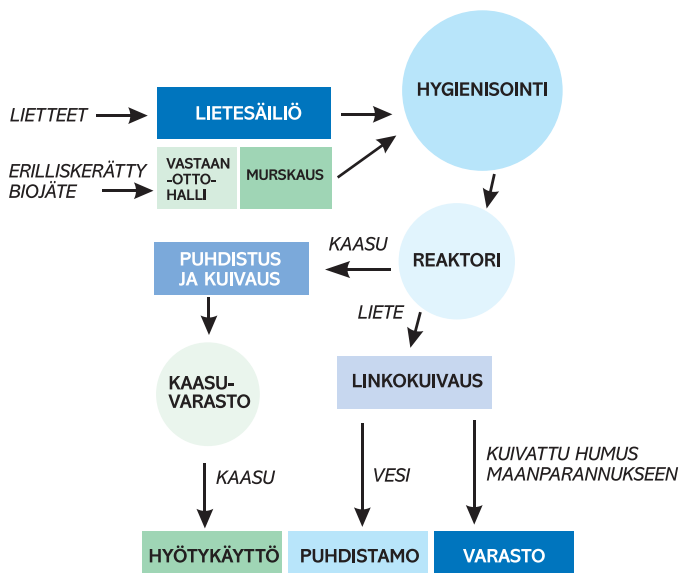 HYGIENISOINTI
LIETTEET
LIETESÄILIÖ
ERILLISKERÄTTY
BIOJÄTE
VASTAAN
-OTTO-
HALLI
MURSKAUS
KAASU
REAKTORI
PUHDISTUS
JA KUIVAUS
LIETE
KAASU-
VARASTO
LINKOKUIVAUS
KAASU
VESI
KUIVATTU HUMUS
MAANPARANNUKSEEN
HYÖTYKÄYTTÖ
PUHDISTAMO
VARASTO